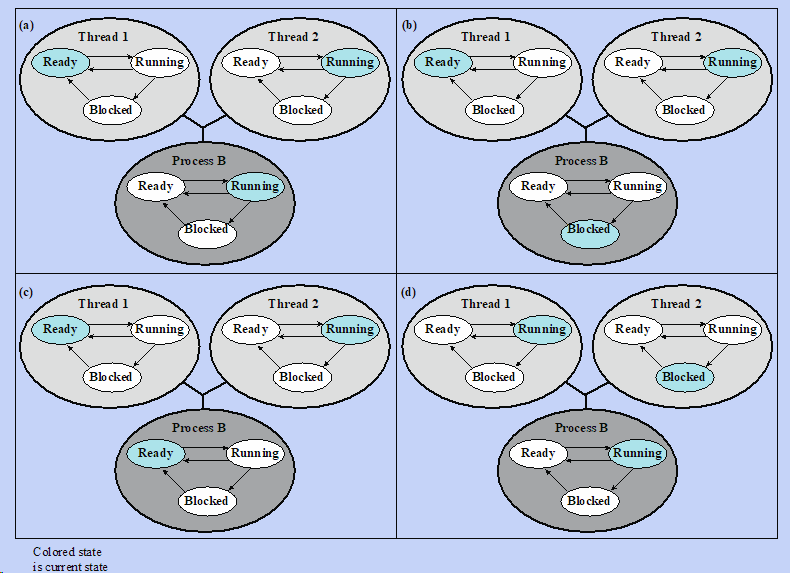 (a)
Thread 1
Thread 2
Ready Running
Ready Running
Blocked
Blocked
Process B
Ready Running
Blocked
(b)
Thread 1
Thread 2
Ready Running
Ready Running
Blocked
Blocked
Process B
Ready Running
Blocked
(c)
Thread 1
Thread 2
Ready Running
Ready Running
Blocked
Blocked
Process B
Ready Running
Blocked
(d)
Thread 1
Thread 2
Ready Running
Ready Running
Blocked
Blocked
Process B
Ready Running
Blocked
Colored state
is current state